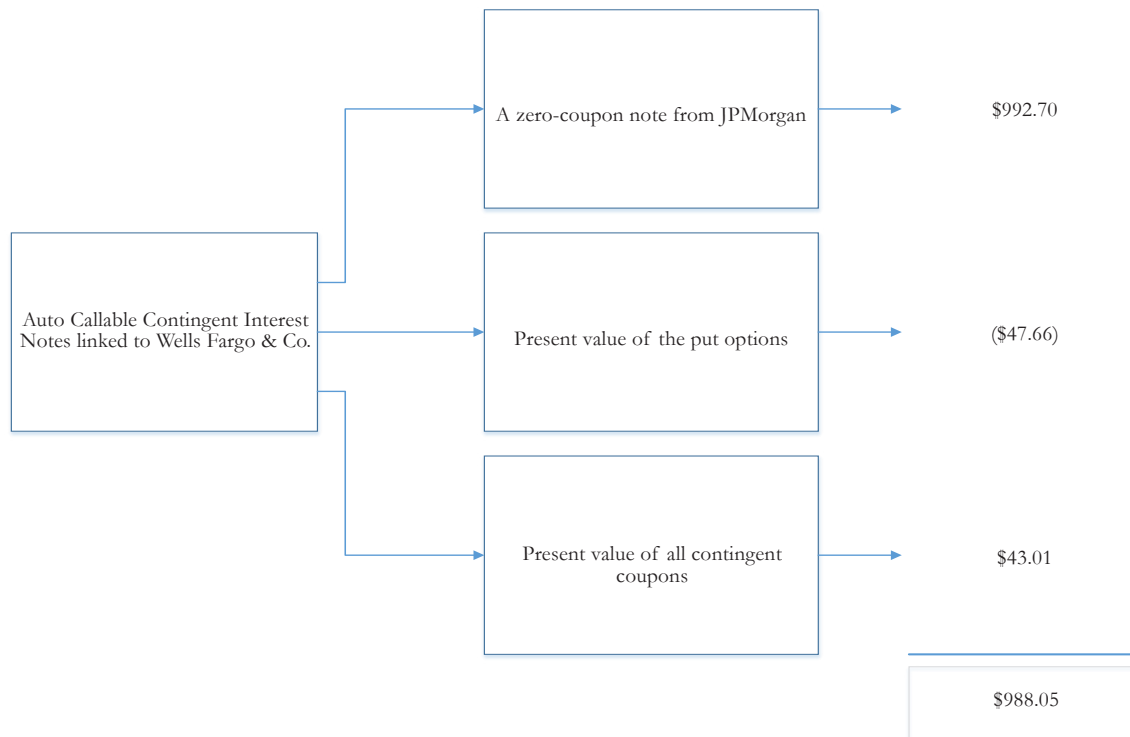 A zero-coupon note from JPMorgan
$992.70
Auto Callable Contingent Interest
Notes linked to Wells Fargo & Co.
Present value of the put options
($47.66)
Present value of all contingent
coupons
$43.01
$988.05